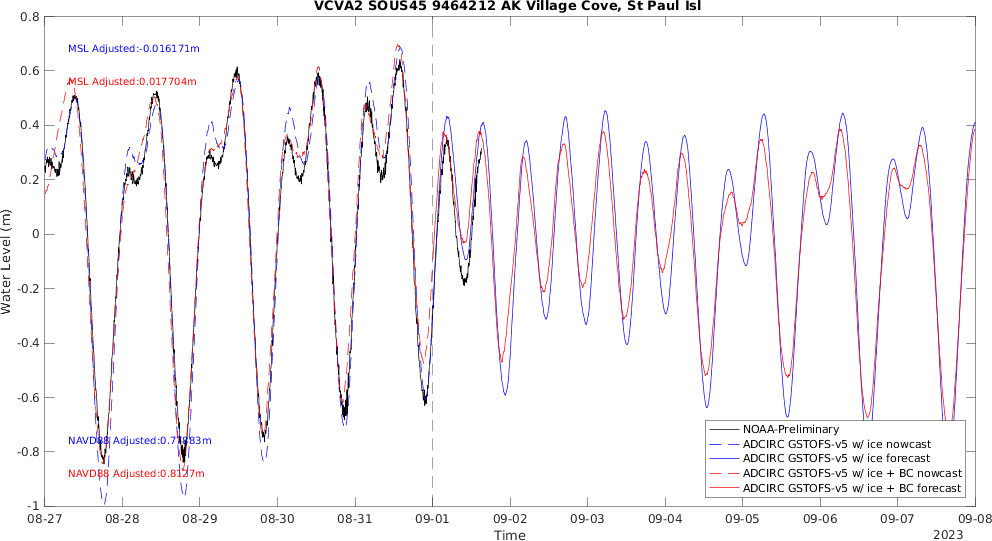 VCVA2 SOUS45 9464212 AK Village Cove, St Paul Isl
0.8
0.6
0.4
0.2
0
-0.2
-0.4
-0.6
-0.8
-1
Water Level (m)
MSL Adjusted:-0.016171m
MSL Adjusted:0.017704m
NAVD88 Adjusted:0.77883m
NAVD88 Adjusted:0.8127m
NOAA-Preliminary
ADCIRC GSTOFS-v5 w/ ice nowcast
ADCIRC GSTOFS-v5 w/ ice forecast
ADCIRC GSTOFS-v5 w/ ice + BC nowcast
ADCIRC GSTOFS-v5 w/ ice + BC forecast
08-27 08-28 08-29 08-30 08-31 09-01 09-02 09-03 09-04 09-05 09-06 09-07 09-08
Time
2023